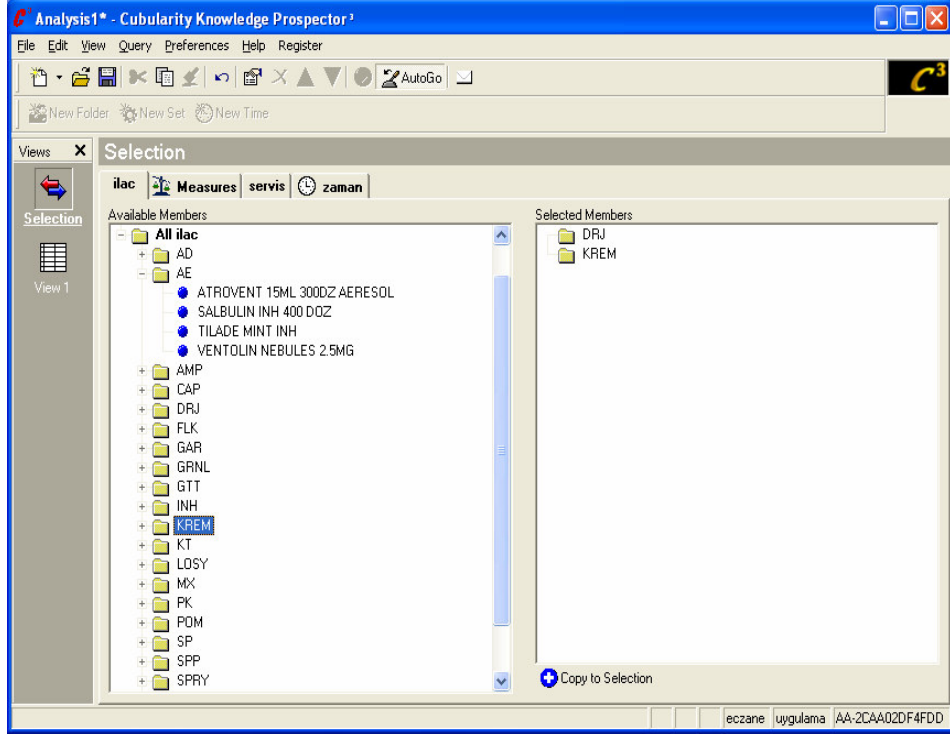 Analysis1* - Cubularity Knowledge Prospector³
File Edit View Query Preferences Help Register
AutoGo
C³
New Folder New Set New Time
Views X Selection
ilac Measures servis zaman
Selection
View 1
Available Members
All ilac
AD
AE
ATROVENT 15ML 300DZ AERESOL
SALBULIN INH 400 DOZ
TILADE MINT INH
VENTOLIN NEBULES 2.5MG
AMP
CAP
DRJ
FLK
GAR
GRNL
GTT
INH
KREM
KT
LOSY
MX
PK
POM
SP
SPP
SPRY
Selected Members
DRJ
KREM
Copy to Selection
eczane uygulama AA-2CAA02DF4FDD